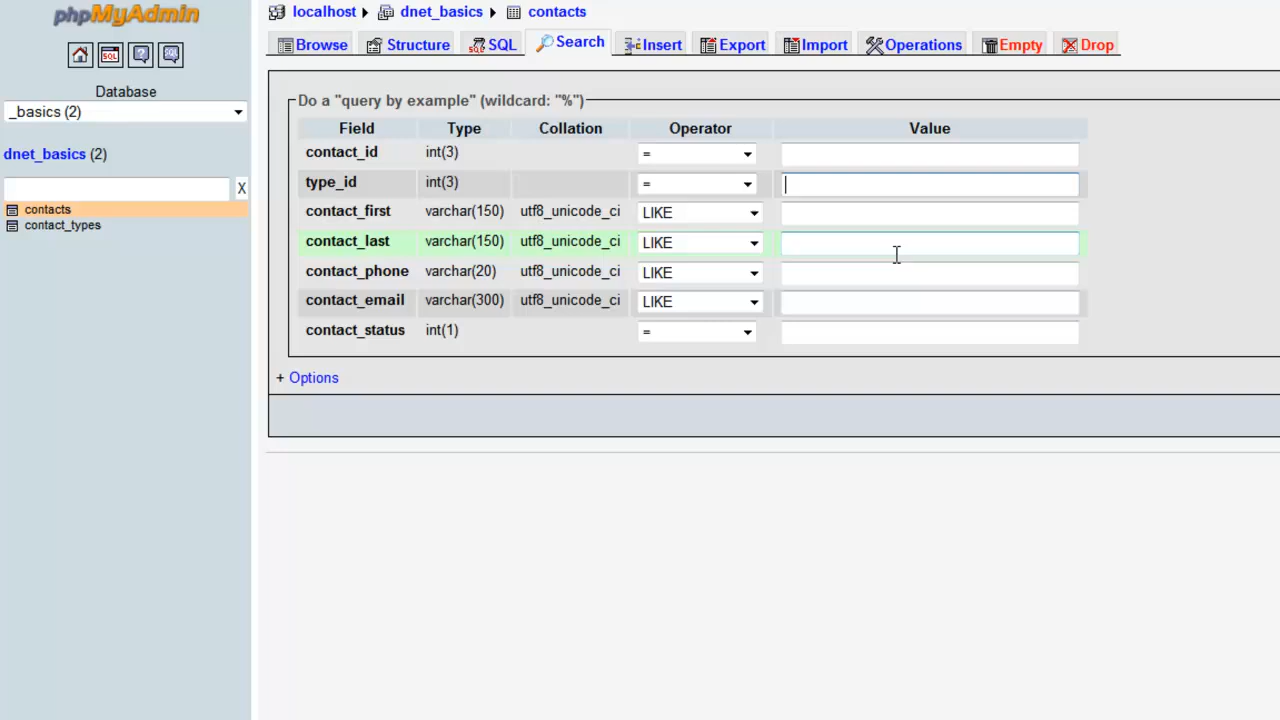 phpMyAdmin
localhost dnet_basics contacts
Browse Structure SQL Search Insert Export Import Operations Empty Drop
Database
_basics (2)
dnet_basics (2)
X
contacts
contact_types
Do a "query by example" (wildcard: "%")
Field Type Collation Operator Value
contact_id int(3) =
type_id int(3) =
contact_first varchar(150) utf8_unicode_ci LIKE
contact_last varchar(150) utf8_unicode_ci LIKE
contact_phone varchar(20) utf8_unicode_ci LIKE
contact_email varchar(300) utf8_unicode_ci LIKE
contact_status int(1) =
+ Options